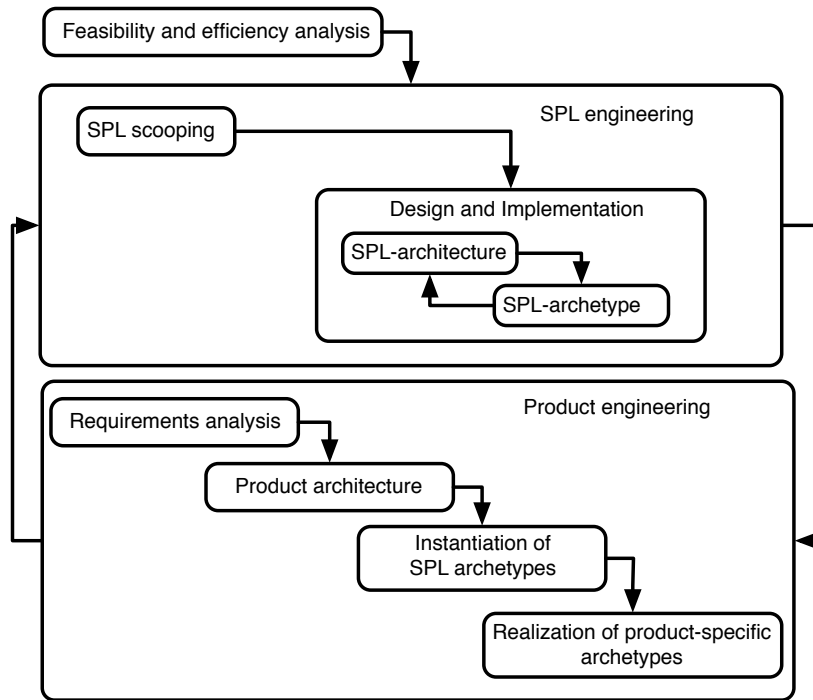 Feasibility and efficiency analysis
SPL engineering
SPL scooping
Design and Implementation
SPL-architecture
SPL-archetype
Product engineering
Requirements analysis
Product architecture
Instantiation of
SPL archetypes
Realization of product-specific
archetypes